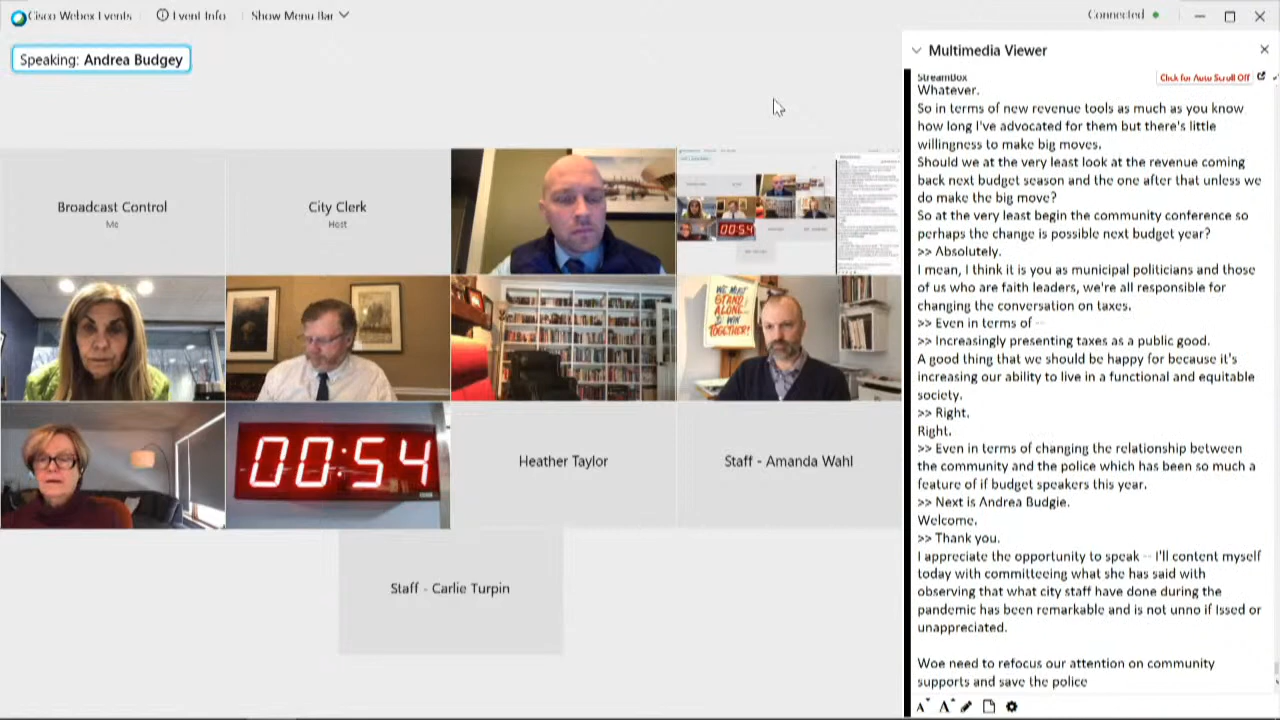 Cisco Webex Events
Event Info
Show Menu Bar
Connected
Speaking: Andrea Budgey
Broadcast
Me
City Clerk
Host
00:54
WE MUST
STAND
ALONE...
WIN
TOGETHER!
00:54
Heather Taylor
Staff - Amanda Wahl
Staff - Carlie Turpin
Multimedia Viewer
StreamBox
Click for Auto Scroll Off
Whatever.
So in terms of new revenue tools as much as you know
how long I've advocated for them but there's little
willingness to make big moves.
Should we at the very least look at the revenue coming
back next budget season and the one after that unless we
do make the big move?
So at the very least begin the community conference so
perhaps the change is possible next budget year?
>> Absolutely.
I mean, I think it is you as municipal politicians and those
of us who are faith leaders, we're all responsible for
changing the conversation on taxes.
>> Even in terms of --
>> Increasingly presenting taxes as a public good.
A good thing that we should be happy for because it's
increasing our ability to live in a functional and equitable
society.
>> Right.
Right.
>> Even in terms of changing the relationship between
the community and the police which has been so much a
feature of if budget speakers this year.
>> Next is Andrea Budgie.
Welcome.
>> Thank you.
I appreciate the opportunity to speak -- I'll content myself
today with committeeing what she has said with
observing that what city staff have done during the
pandemic has been remarkable and is not unno if Issed or
unappreciated.
Woe need to refocus our attention on community
supports and save the police